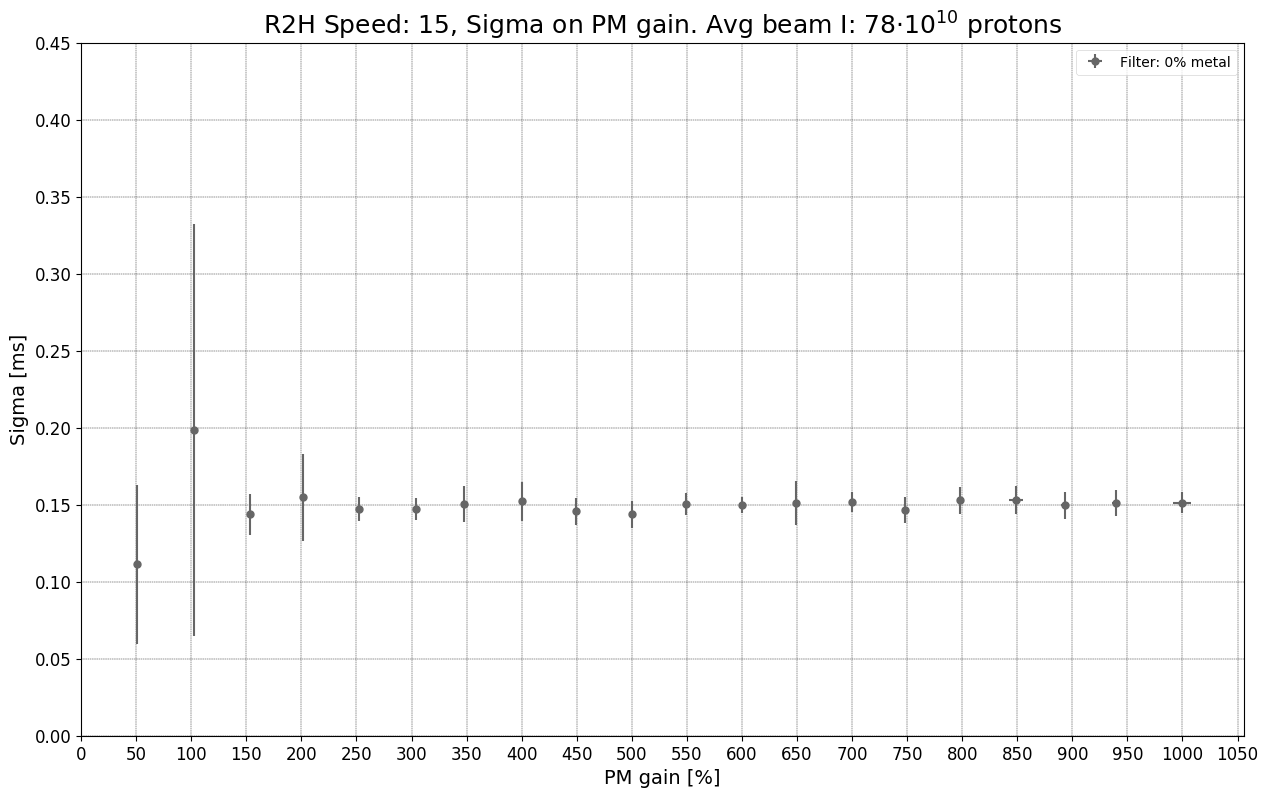 R2H Speed: 15, Sigma on PM gain. Avg beam I: 78·10¹⁰ protons
Filter: 0% metal
0.45
0.40
0.35
0.30
0.25
0.20
0.15
0.10
0.05
0.00
Sigma [ms]
0 50 100 150 200 250 300 350 400 450 500 550 600 650 700 750 800 850 900 950 1000 1050
PM gain [%]